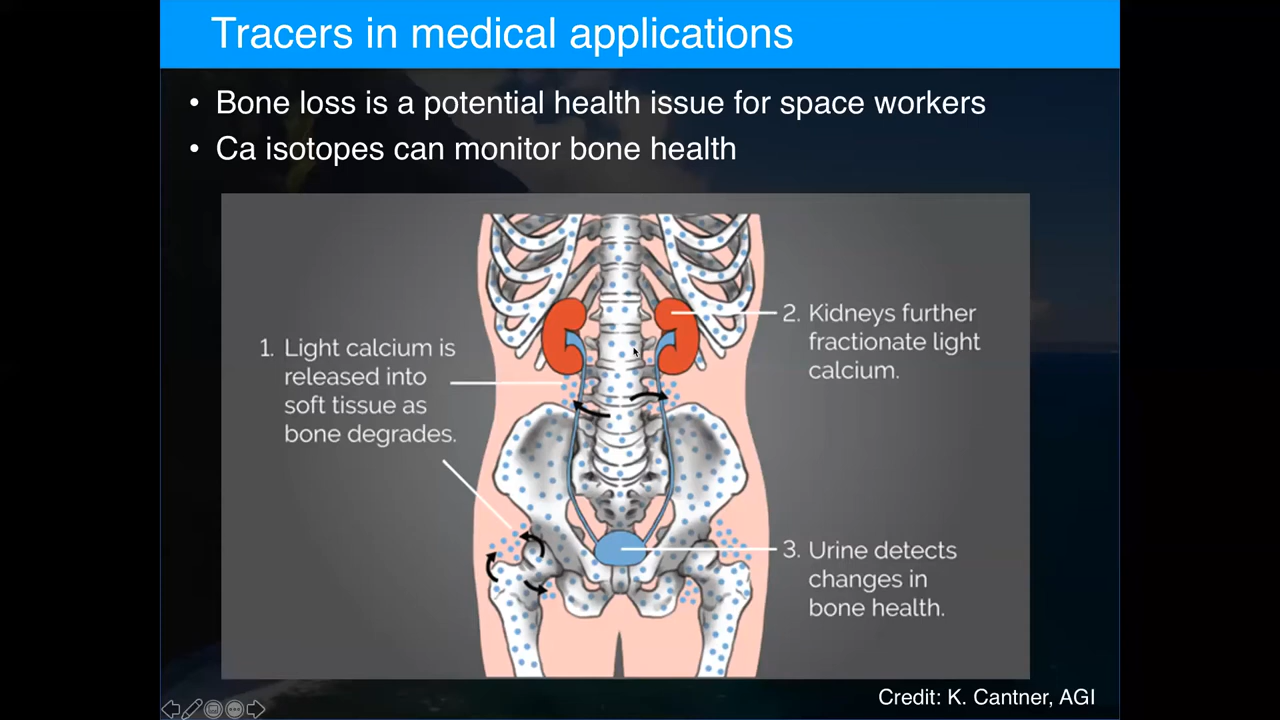 Tracers in medical applications
• Bone loss is a potential health issue for space workers
• Ca isotopes can monitor bone health
1. Light calcium is
released into
soft tissue as
bone degrades.
2. Kidneys further
fractionate light
calcium.
3. Urine detects
changes in
bone health.
Credit: K. Cantner, AGI